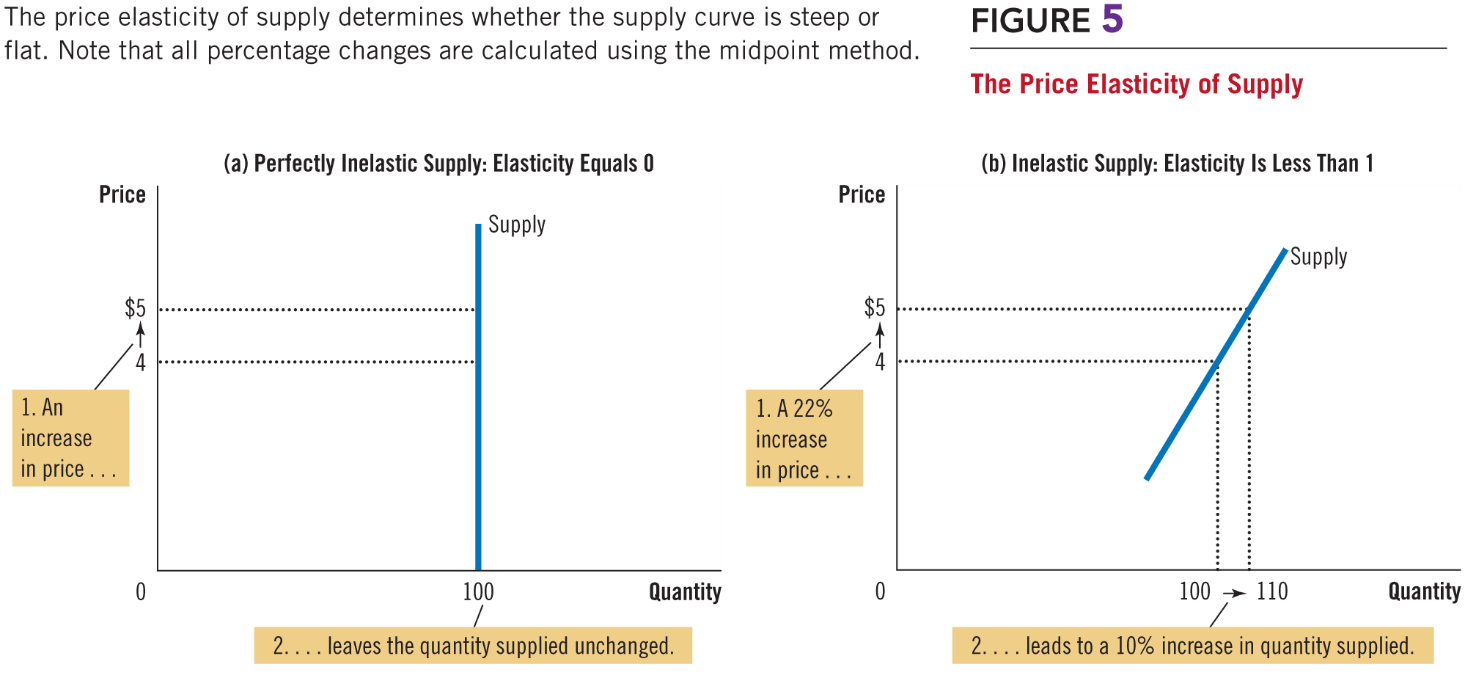 The price elasticity of supply determines whether the supply curve is steep or
flat. Note that all percentage changes are calculated using the midpoint method.
FIGURE 5
The Price Elasticity of Supply
(a) Perfectly Inelastic Supply: Elasticity Equals 0
Price
Supply
$5
4
1. An
increase
in price . . .
0
100
Quantity
2. . . . leaves the quantity supplied unchanged.
(b) Inelastic Supply: Elasticity Is Less Than 1
Price
Supply
$5
4
1. A 22%
increase
in price . . .
0
100 → 110
Quantity
2. . . . leads to a 10% increase in quantity supplied.